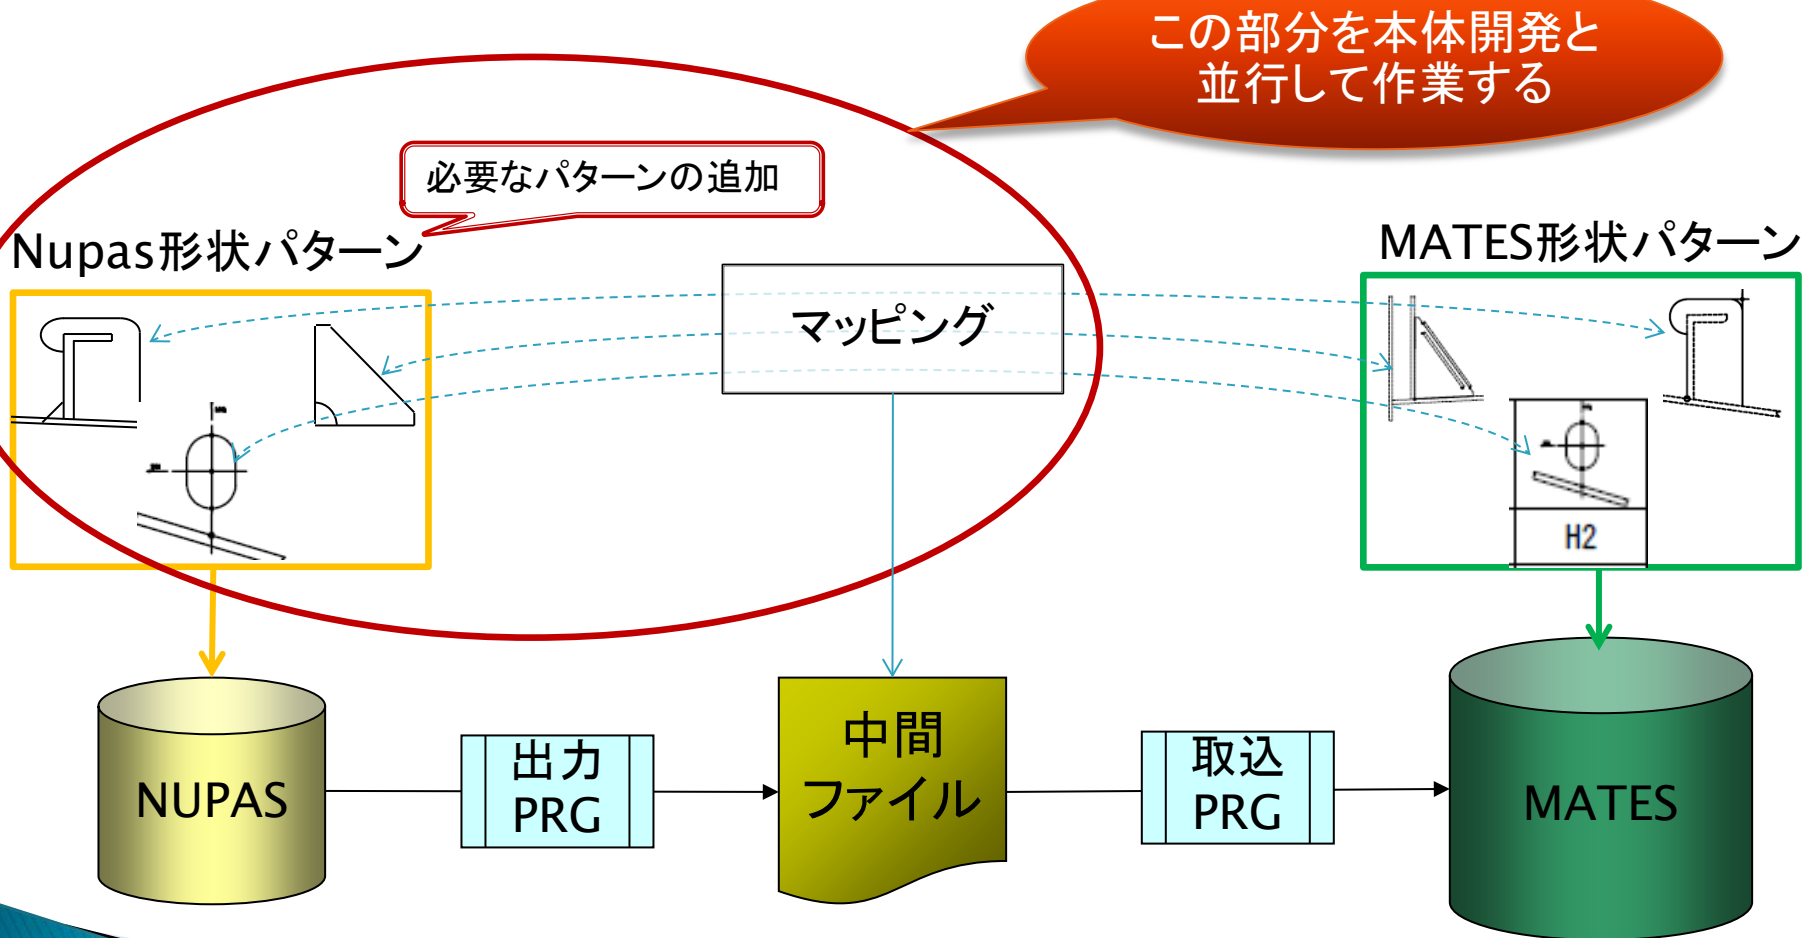 この部分を本体開発と
並行して作業する
必要なパターンの追加
Nupas形状パターン
MATES形状パターン
マッピング
H2
NUPAS
出力
PRG
中間
ファイル
取込
PRG
MATES